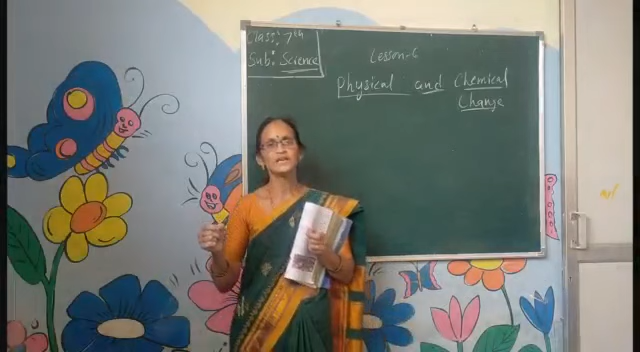 Class: 7th
Sub: Science
Lesson-6
Physical and Chemical
Change